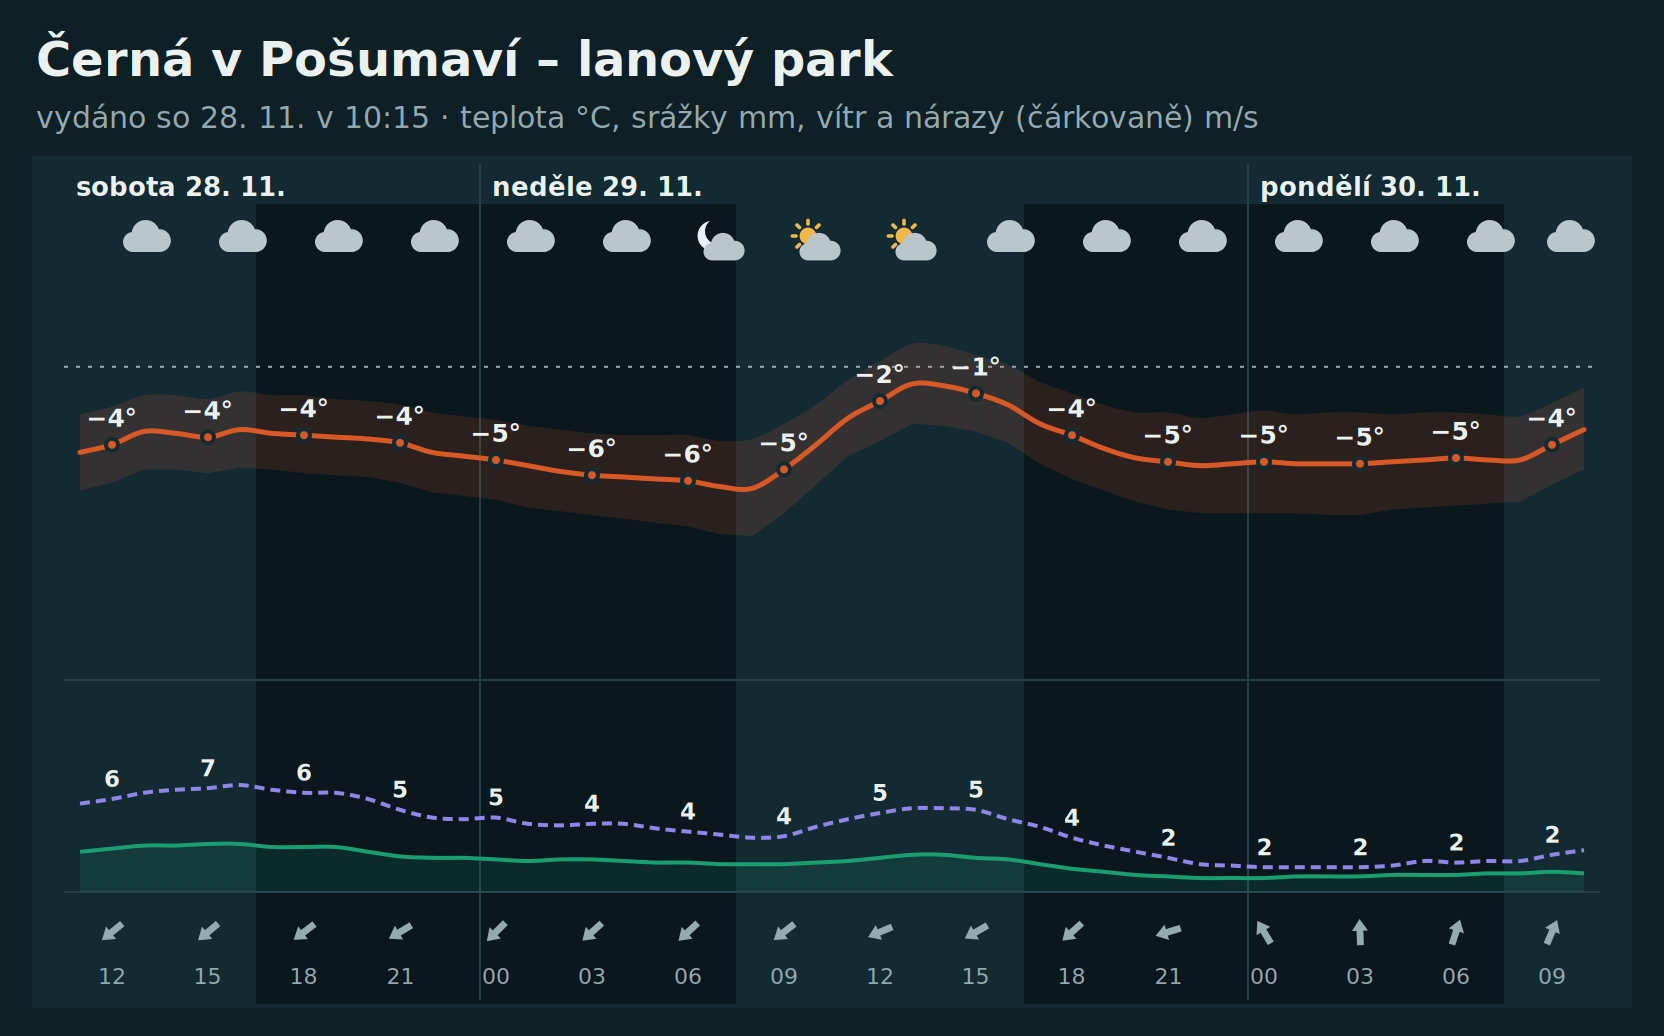 Černá v Pošumaví – lanový park
vydáno so 28. 11. v 10:15 · teplota °C, srážky mm, vítr a nárazy (čárkovaně) m/s
sobota 28. 11. neděle 29. 11. pondělí 30. 11.
−4° −4° −4° −4° −5° −6° −6° −5° −2° −1° −4° −5° −5° −5° −5° −4°
6 7 6 5 5 4 4 4 5 5 4 2 2 2 2 2
12 15 18 21 00 03 06 09 12 15 18 21 00 03 06 09